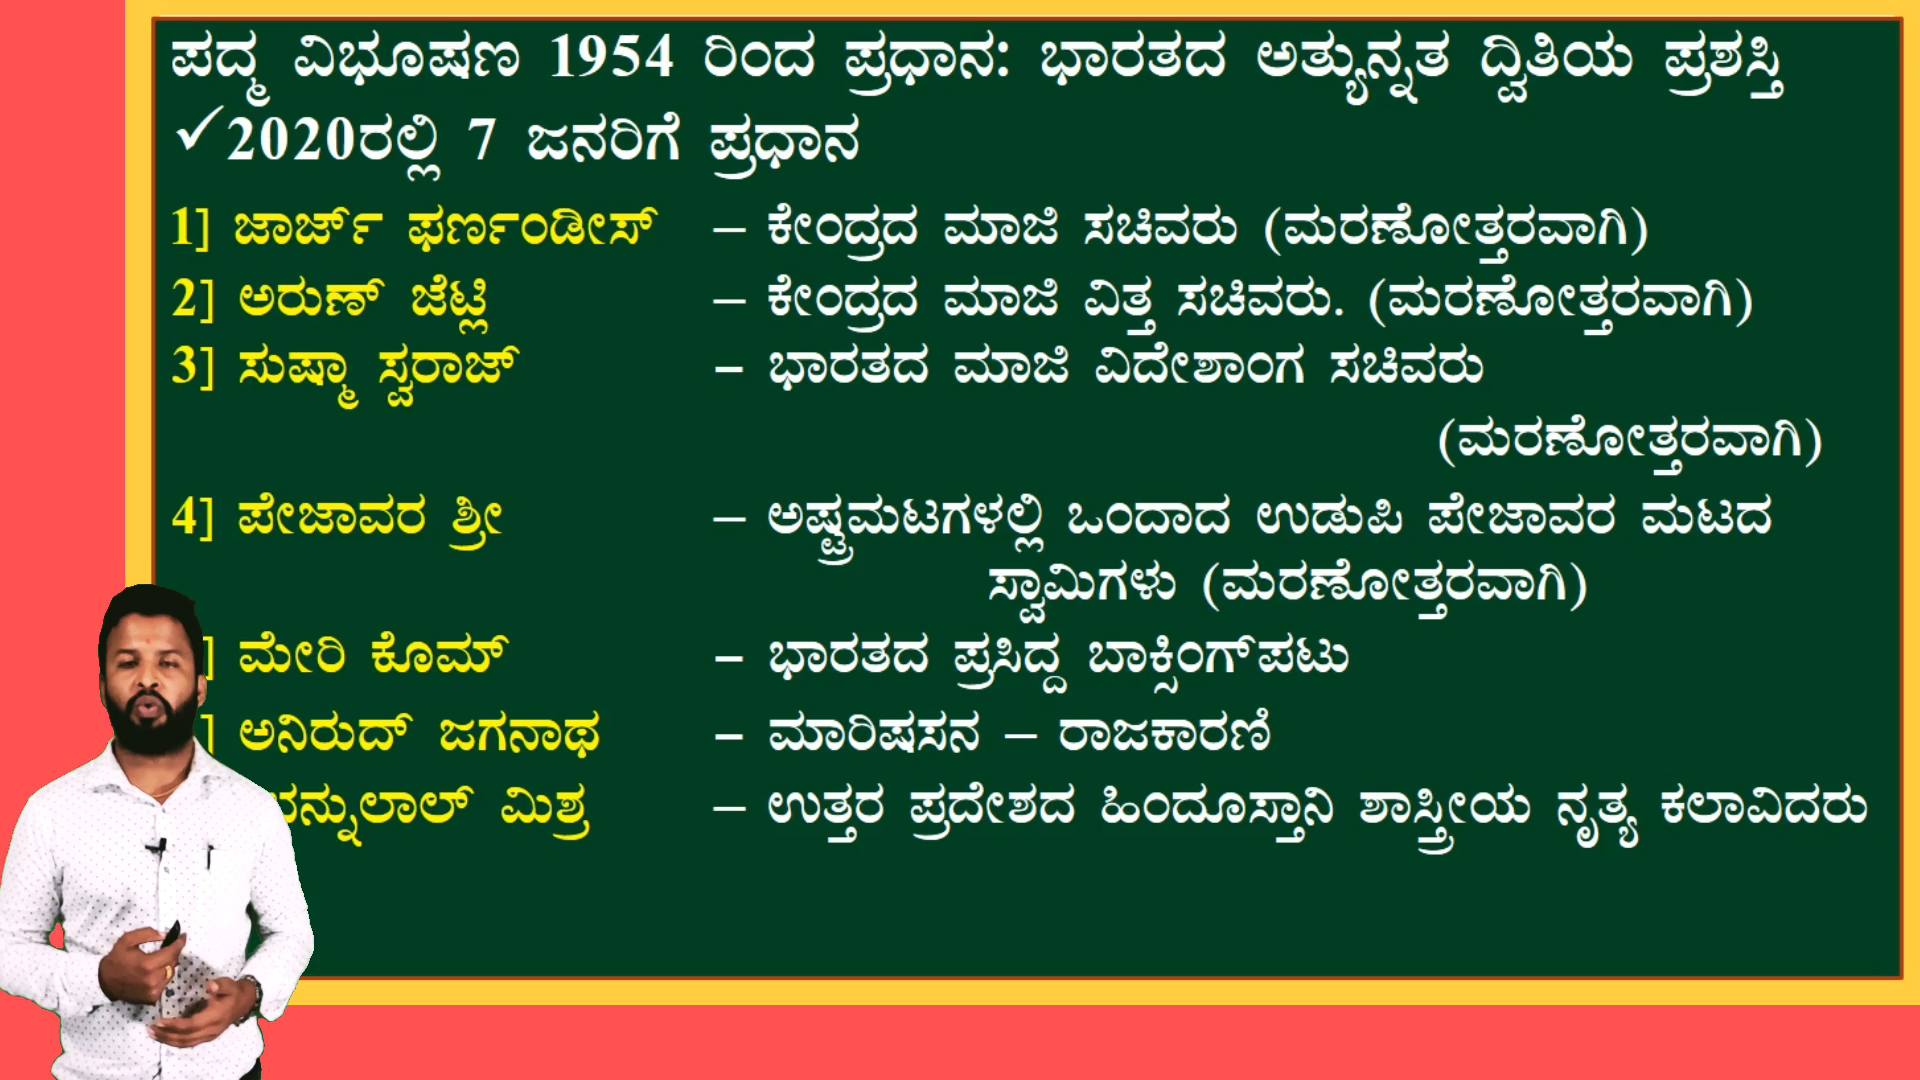 ಪದ್ಮ ವಿಭೂಷಣ 1954 ರಿಂದ ಪ್ರಧಾನ: ಭಾರತದ ಅತ್ಯುನ್ನತ ದ್ವಿತಿಯ ಪ್ರಶಸ್ತಿ
✓2020ರಲ್ಲಿ 7 ಜನರಿಗೆ ಪ್ರಧಾನ
1] ಜಾರ್ಜ್ ಫರ್ಣಂಡೀಸ್ – ಕೇಂದ್ರದ ಮಾಜಿ ಸಚಿವರು (ಮರಣೋತ್ತರವಾಗಿ)
2] ಅರುಣ್ ಜೆಟ್ಲಿ – ಕೇಂದ್ರದ ಮಾಜಿ ವಿತ್ತ ಸಚಿವರು. (ಮರಣೋತ್ತರವಾಗಿ)
3] ಸುಷ್ಮಾ ಸ್ವರಾಜ್ – ಭಾರತದ ಮಾಜಿ ವಿದೇಶಾಂಗ ಸಚಿವರು
(ಮರಣೋತ್ತರವಾಗಿ)
4] ಪೇಜಾವರ ಶ್ರೀ – ಅಷ್ಟ್ರಮಟಗಳಲ್ಲಿ ಒಂದಾದ ಉಡುಪಿ ಪೇಜಾವರ ಮಟದ
ಸ್ವಾಮಿಗಳು (ಮರಣೋತ್ತರವಾಗಿ)
] ಮೇರಿ ಕೊಮ್ – ಭಾರತದ ಪ್ರಸಿದ್ದ ಬಾಕ್ಸಿಂಗ್‌ಪಟು
] ಅನಿರುದ್ ಜಗನಾಥ – ಮಾರಿಷಸನ – ರಾಜಕಾರಣಿ
ಮಿಶ್ರ – ಉತ್ತರ ಪ್ರದೇಶದ ಹಿಂದೂಸ್ತಾನಿ ಶಾಸ್ತ್ರೀಯ ನೃತ್ಯ ಕಲಾವಿದರು